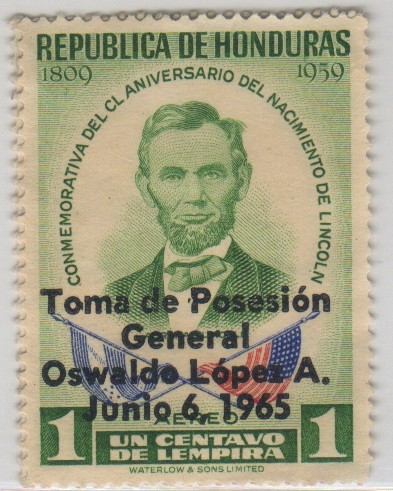 REPUBLICA DE HONDURAS
1809 1959
CONMEMORATIVA DEL CL ANIVERSARIO DEL NACIMIENTO DE LINCOLN
Toma de Posesión
General
Oswaldo López A.
Junio 6, 1965
AEREO
1 UN CENTAVO 1
DE LEMPIRA
WATERLOW & SONS LIMITED